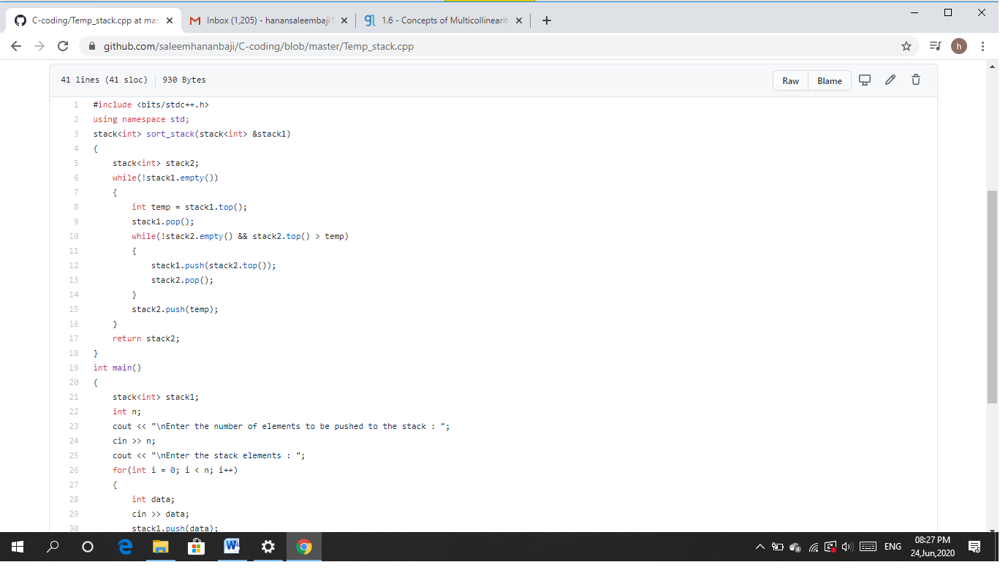 C-coding/Temp_stack.cpp at mas
Inbox (1,205) - hanansaleembaji1
1.6 - Concepts of Multicollinearity
github.com/saleemhananbaji/C-coding/blob/master/Temp_stack.cpp
h
41 lines (41 sloc) 930 Bytes
Raw Blame
1 #include <bits/stdc++.h>
2 using namespace std;
3 stack<int> sort_stack(stack<int> &stack1)
4 {
5     stack<int> stack2;
6     while(!stack1.empty())
7     {
8         int temp = stack1.top();
9         stack1.pop();
10         while(!stack2.empty() && stack2.top() > temp)
11         {
12             stack1.push(stack2.top());
13             stack2.pop();
14         }
15         stack2.push(temp);
16     }
17     return stack2;
18 }
19 int main()
20 {
21     stack<int> stack1;
22     int n;
23     cout << "\nEnter the number of elements to be pushed to the stack : ";
24     cin >> n;
25     cout << "\nEnter the stack elements : ";
26     for(int i = 0; i < n; i++)
27     {
28         int data;
29         cin >> data;
30         stack1.push(data);
ENG
08:27 PM
24,Jun,2020